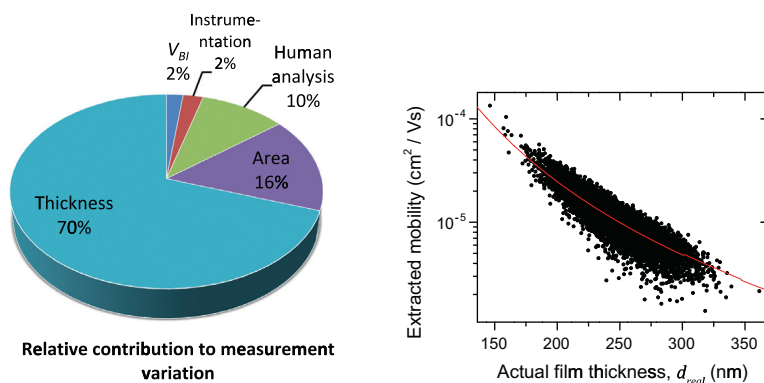 V_BI
2%
Instrume-
ntation
2%
Human
analysis
10%
Area
16%
Thickness
70%
Relative contribution to measurement
variation
Extracted mobility (cm² / Vs)
10⁻⁴
10⁻⁵
150 200 250 300 350
Actual film thickness, d_real (nm)